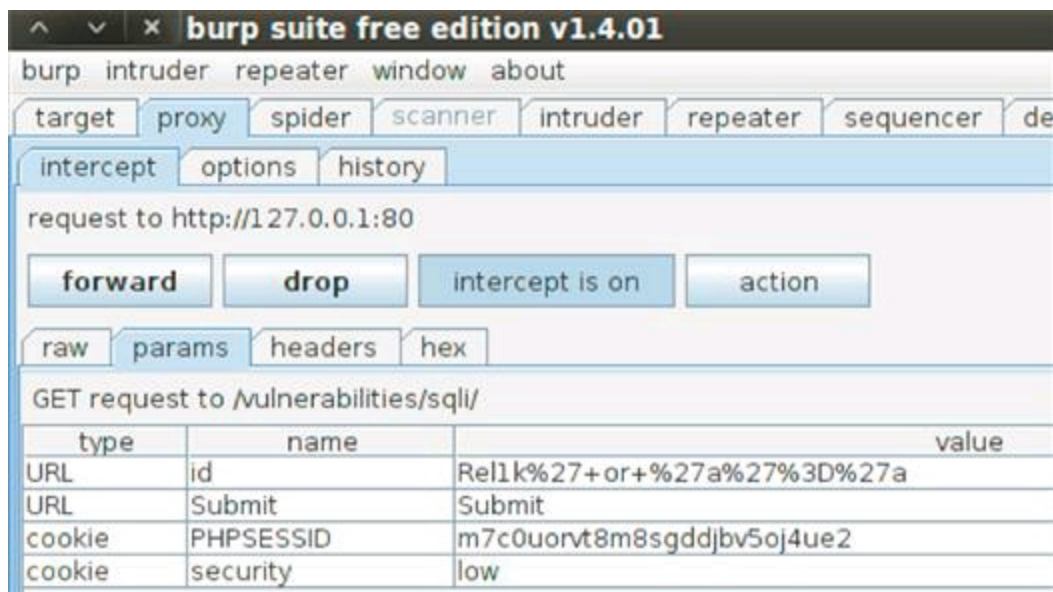 burp suite free edition v1.4.01
burp intruder repeater window about
target proxy spider scanner intruder repeater sequencer de
intercept options history
request to http://127.0.0.1:80
forward drop intercept is on action
raw params headers hex
GET request to /vulnerabilities/sqli/
type name value
URL id Rel1k%27+or+%27a%27%3D%27a
URL Submit Submit
cookie PHPSESSID m7c0uorvt8m8sgddjbv5oj4ue2
cookie security low